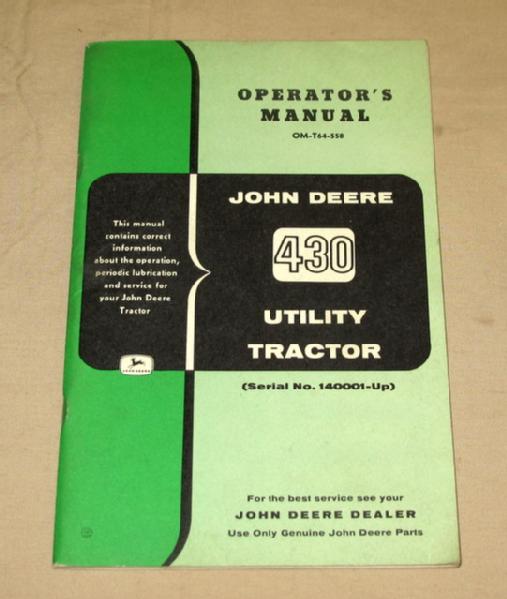 OPERATOR'S
MANUAL
OM-T64-558
JOHN DEERE
430
UTILITY
TRACTOR
(Serial No. 140001-Up)
This manual
contains correct
information
about the operation,
periodic lubrication
and service for
your John Deere
Tractor
JOHN DEERE
For the best service see your
JOHN DEERE DEALER
Use Only Genuine John Deere Parts